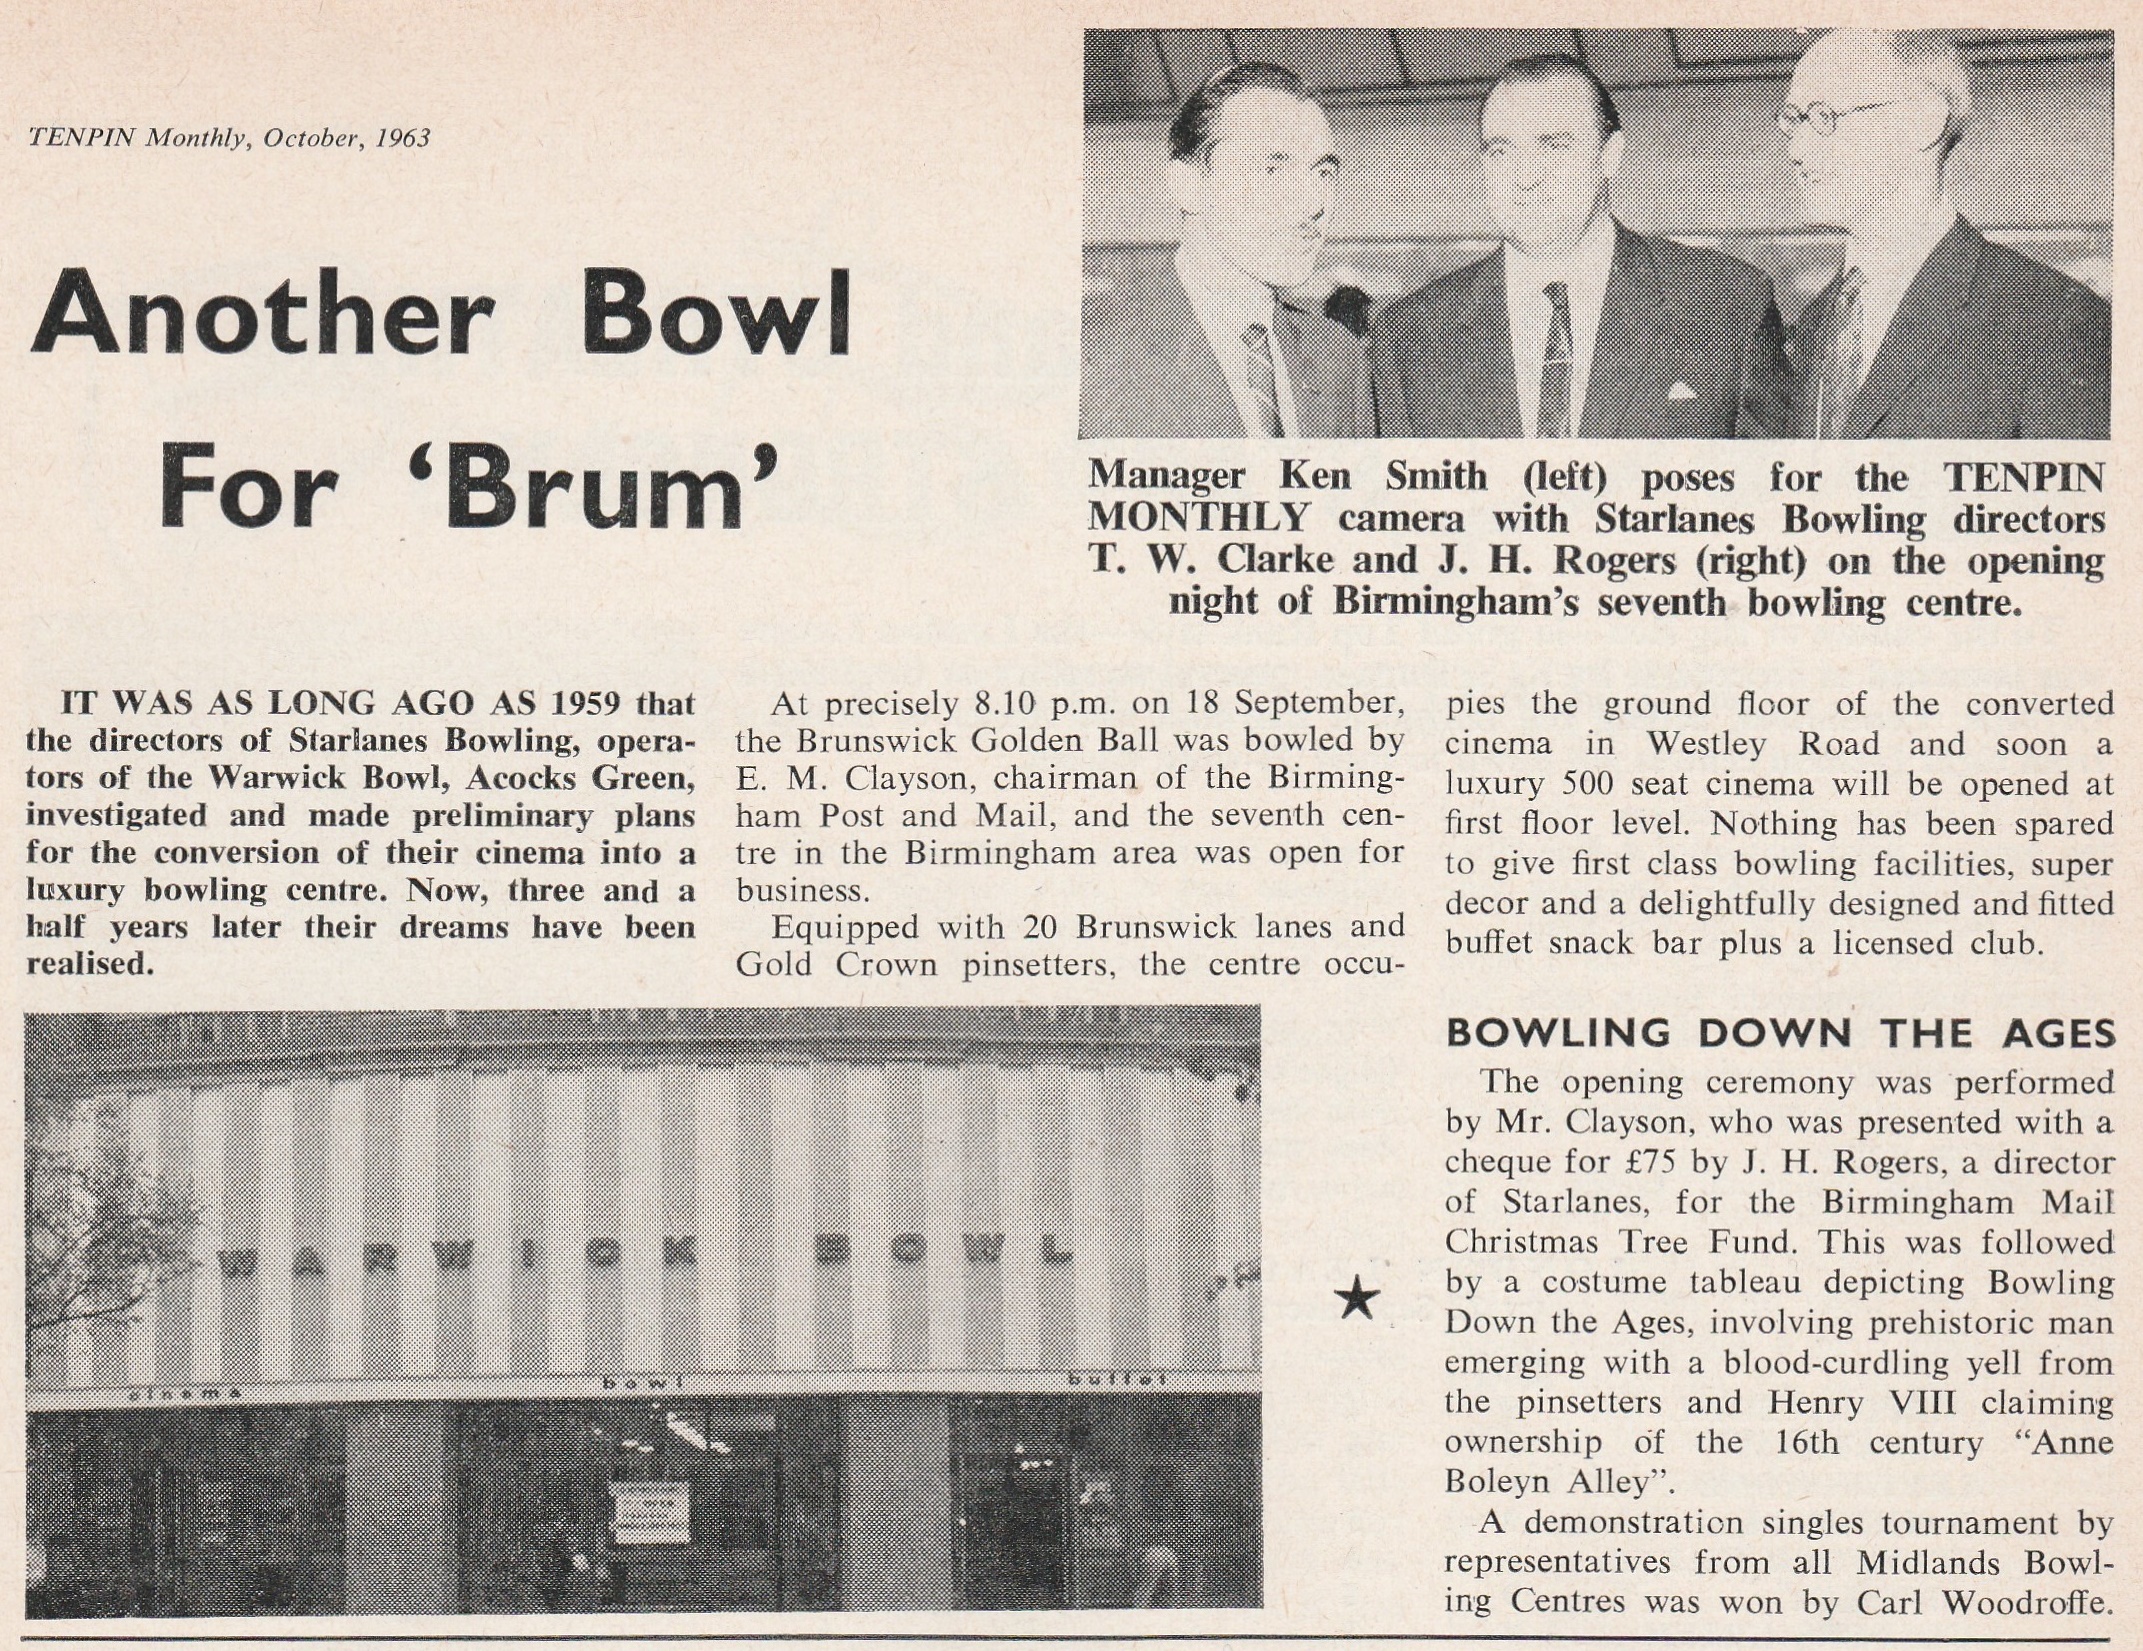 TENPIN Monthly, October, 1963
Another Bowl
For ‘Brum’
Manager Ken Smith (left) poses for the TENPIN
MONTHLY camera with Starlanes Bowling directors
T. W. Clarke and J. H. Rogers (right) on the opening
night of Birmingham’s seventh bowling centre.
IT WAS AS LONG AGO AS 1959 that
the directors of Starlanes Bowling, opera-
tors of the Warwick Bowl, Acocks Green,
investigated and made preliminary plans
for the conversion of their cinema into a
luxury bowling centre. Now, three and a
half years later their dreams have been
realised.
At precisely 8.10 p.m. on 18 September,
the Brunswick Golden Ball was bowled by
E. M. Clayson, chairman of the Birming-
ham Post and Mail, and the seventh cen-
tre in the Birmingham area was open for
business.
Equipped with 20 Brunswick lanes and
Gold Crown pinsetters, the centre occu-
pies the ground floor of the converted
cinema in Westley Road and soon a
luxury 500 seat cinema will be opened at
first floor level. Nothing has been spared
to give first class bowling facilities, super
decor and a delightfully designed and fitted
buffet snack bar plus a licensed club.
WARWICK BOWL
cinema bowl buffet
BOWLING DOWN THE AGES
The opening ceremony was performed
by Mr. Clayson, who was presented with a
cheque for £75 by J. H. Rogers, a director
of Starlanes, for the Birmingham Mail
Christmas Tree Fund. This was followed
by a costume tableau depicting Bowling
Down the Ages, involving prehistoric man
emerging with a blood-curdling yell from
the pinsetters and Henry VIII claiming
ownership of the 16th century “Anne
Boleyn Alley”.
A demonstration singles tournament by
representatives from all Midlands Bowl-
ing Centres was won by Carl Woodroffe.